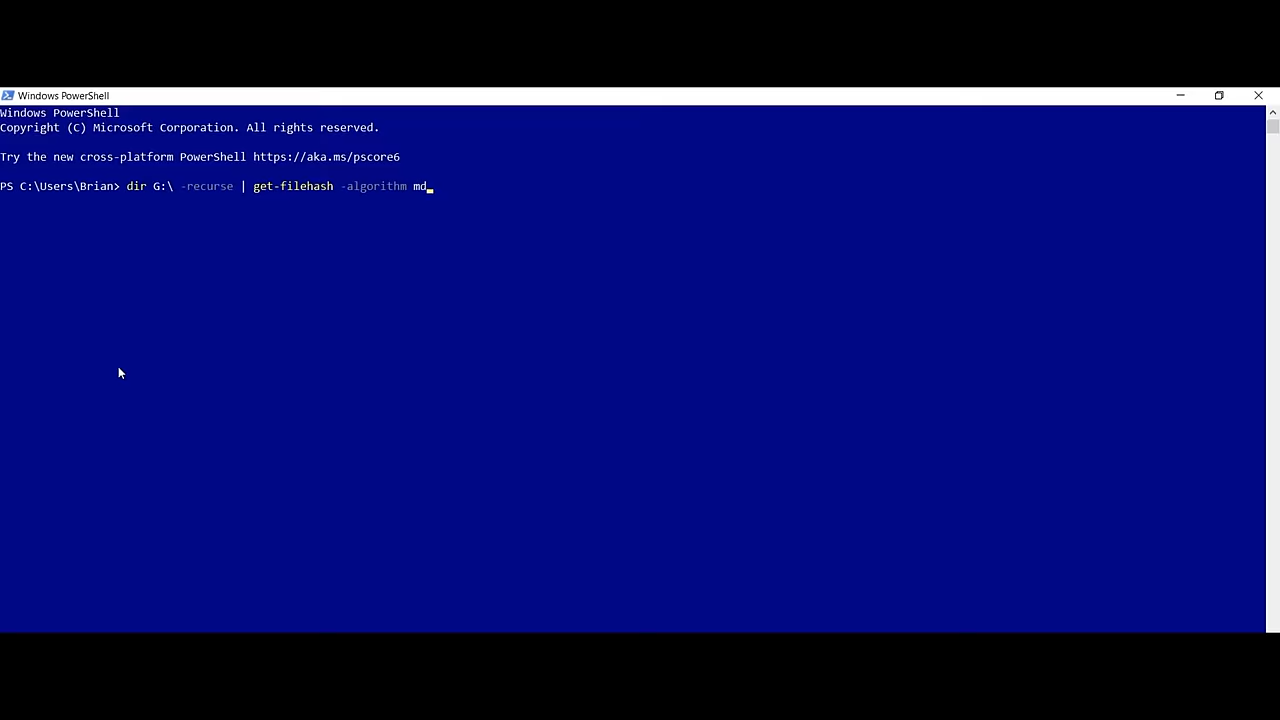 Windows PowerShell
Windows PowerShell
Copyright (C) Microsoft Corporation. All rights reserved.
Try the new cross-platform PowerShell https://aka.ms/pscore6
PS C:\Users\Brian> dir G:\ -recurse | get-filehash -algorithm md